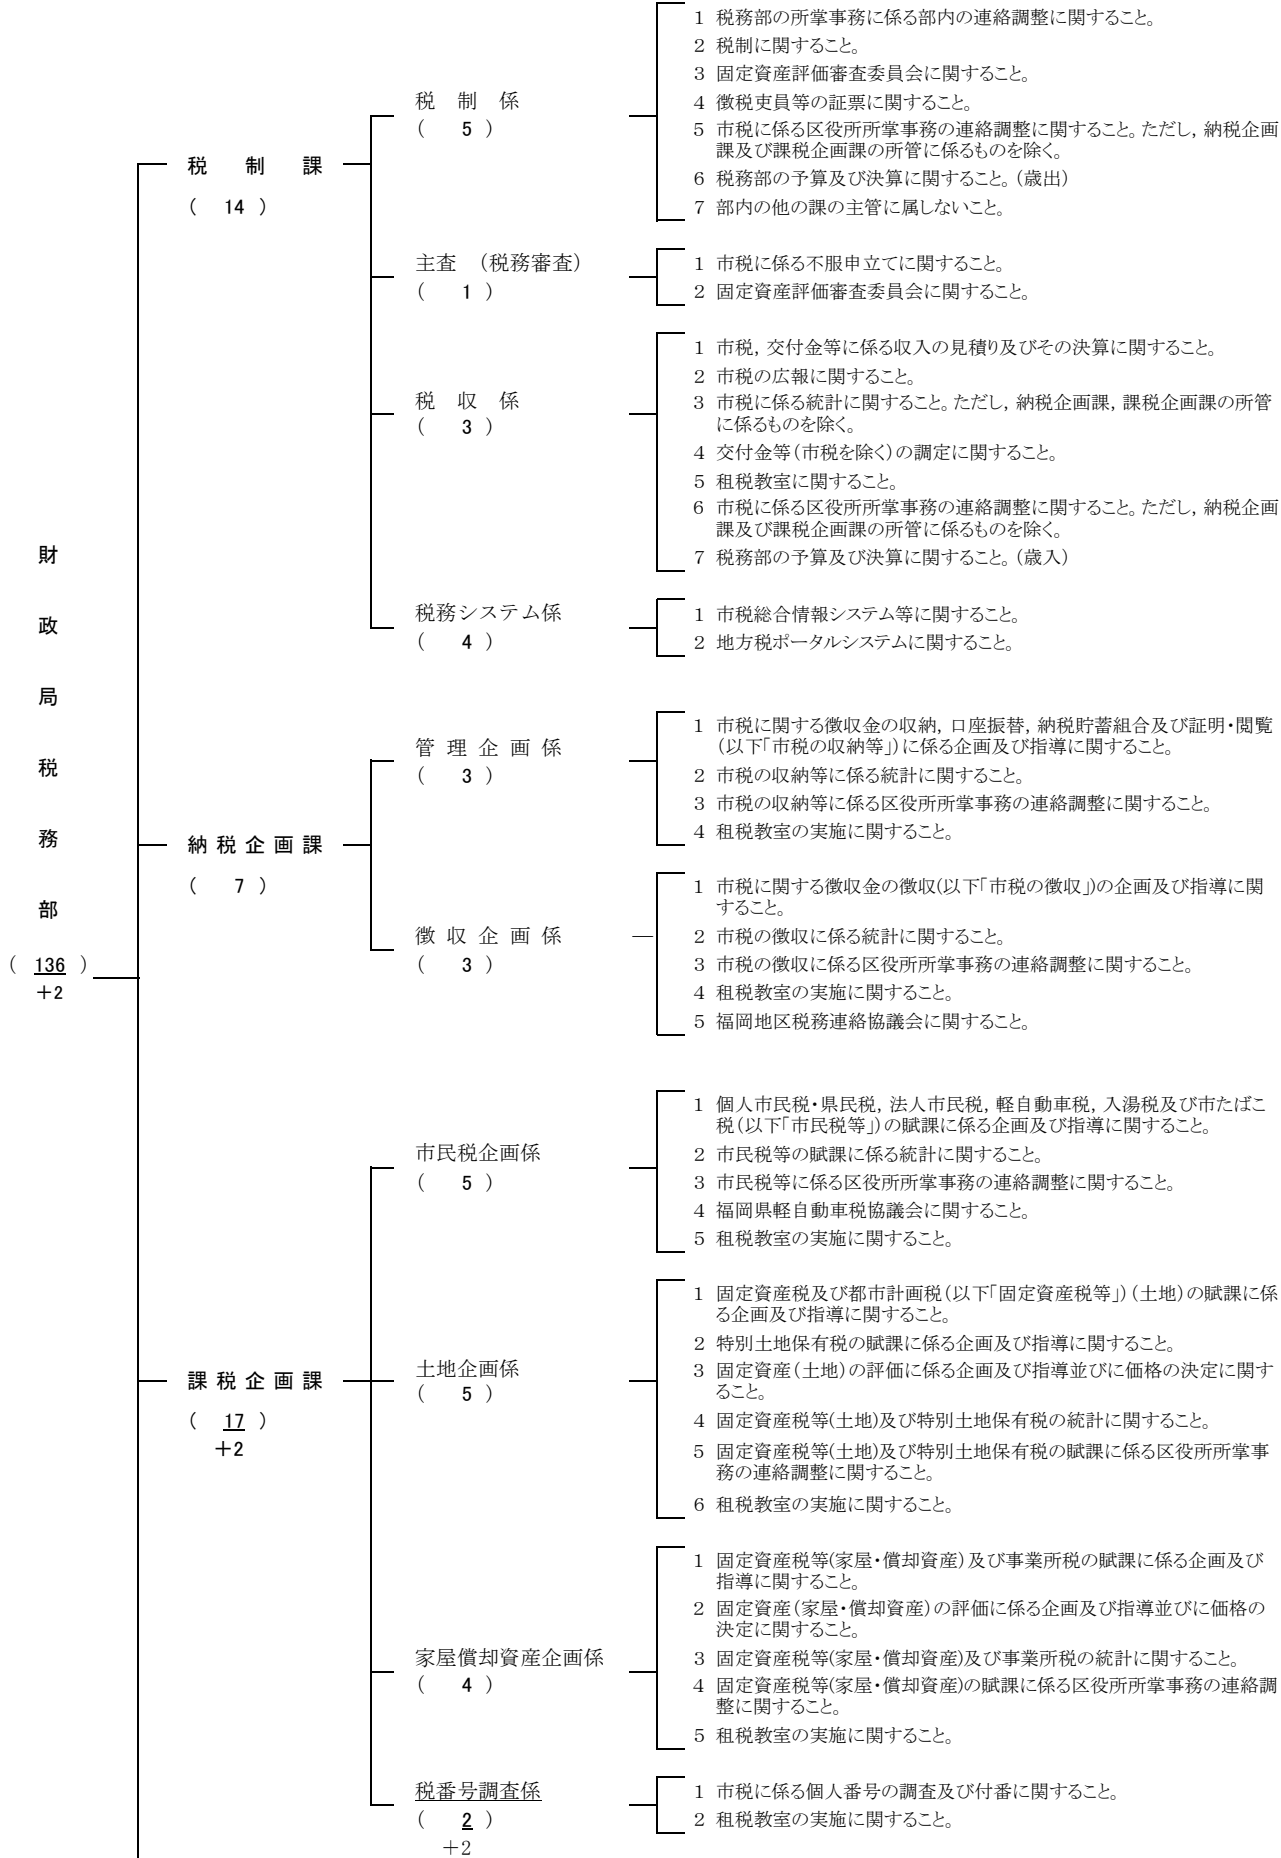 財政局税務部
( 136 )
+2
税制課
( 14 )
税制係
( 5 )
1 税務部の所掌事務に係る部内の連絡調整に関すること。
2 税制に関すること。
3 固定資産評価審査委員会に関すること。
4 徴税吏員等の証票に関すること。
5 市税に係る区役所所掌事務の連絡調整に関すること。ただし，納税企画
課及び課税企画課の所管に係るものを除く。
6 税務部の予算及び決算に関すること。（歳出）
7 部内の他の課の主管に属しないこと。
主査 （税務審査）
( 1 )
1 市税に係る不服申立てに関すること。
2 固定資産評価審査委員会に関すること。
税収係
( 3 )
1 市税，交付金等に係る収入の見積り及びその決算に関すること。
2 市税の広報に関すること。
3 市税に係る統計に関すること。ただし，納税企画課，課税企画課の所管
に係るものを除く。
4 交付金等（市税を除く）の調定に関すること。
5 租税教室に関すること。
6 市税に係る区役所所掌事務の連絡調整に関すること。ただし，納税企画
課及び課税企画課の所管に係るものを除く。
7 税務部の予算及び決算に関すること。（歳入）
税務システム係
( 4 )
1 市税総合情報システム等に関すること。
2 地方税ポータルシステムに関すること。
納税企画課
( 7 )
管理企画係
( 3 )
1 市税に関する徴収金の収納，口座振替，納税貯蓄組合及び証明・閲覧
（以下「市税の収納等」）に係る企画及び指導に関すること。
2 市税の収納等に係る統計に関すること。
3 市税の収納等に係る区役所所掌事務の連絡調整に関すること。
4 租税教室の実施に関すること。
徴収企画係
( 3 )
1 市税に関する徴収金の徴収(以下「市税の徴収」)の企画及び指導に関
すること。
2 市税の徴収に係る統計に関すること。
3 市税の徴収に係る区役所所掌事務の連絡調整に関すること。
4 租税教室の実施に関すること。
5 福岡地区税務連絡協議会に関すること。
課税企画課
( 17 )
+2
市民税企画係
( 5 )
1 個人市民税・県民税，法人市民税，軽自動車税，入湯税及び市たばこ
税（以下「市民税等」）の賦課に係る企画及び指導に関すること。
2 市民税等の賦課に係る統計に関すること。
3 市民税等に係る区役所所掌事務の連絡調整に関すること。
4 福岡県軽自動車税協議会に関すること。
5 租税教室の実施に関すること。
土地企画係
( 5 )
1 固定資産税及び都市計画税（以下「固定資産税等」）（土地）の賦課に係
る企画及び指導に関すること。
2 特別土地保有税の賦課に係る企画及び指導に関すること。
3 固定資産（土地）の評価に係る企画及び指導並びに価格の決定に関す
ること。
4 固定資産税等(土地)及び特別土地保有税の統計に関すること。
5 固定資産税等(土地)及び特別土地保有税の賦課に係る区役所所掌事
務の連絡調整に関すること。
6 租税教室の実施に関すること。
家屋償却資産企画係
( 4 )
1 固定資産税等(家屋・償却資産)及び事業所税の賦課に係る企画及び
指導に関すること。
2 固定資産（家屋・償却資産）の評価に係る企画及び指導並びに価格の
決定に関すること。
3 固定資産税等(家屋・償却資産)及び事業所税の統計に関すること。
4 固定資産税等(家屋・償却資産)の賦課に係る区役所所掌事務の連絡調
整に関すること。
5 租税教室の実施に関すること。
税番号調査係
( 2 )
+2
1 市税に係る個人番号の調査及び付番に関すること。
2 租税教室の実施に関すること。